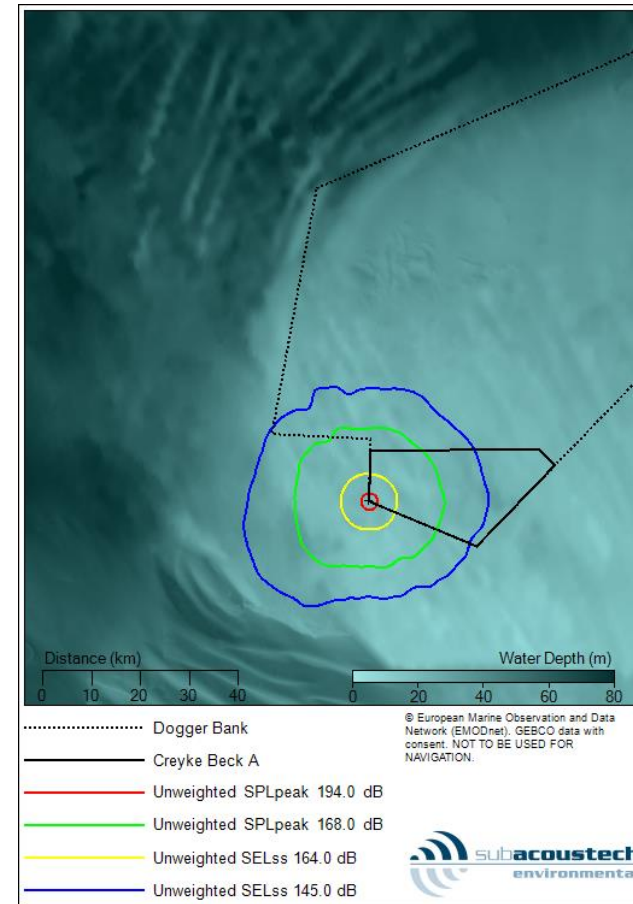 Distance (km)
0 10 20 30 40
Water Depth (m)
0 20 40 60 80
Dogger Bank
© European Marine Observation and Data
Network (EMODnet). GEBCO data with
consent. NOT TO BE USED FOR
NAVIGATION.
Creyke Beck A
Unweighted SPLpeak 194.0 dB
Unweighted SPLpeak 168.0 dB
Unweighted SELss 164.0 dB
Unweighted SELss 145.0 dB
subacoustech
environmental